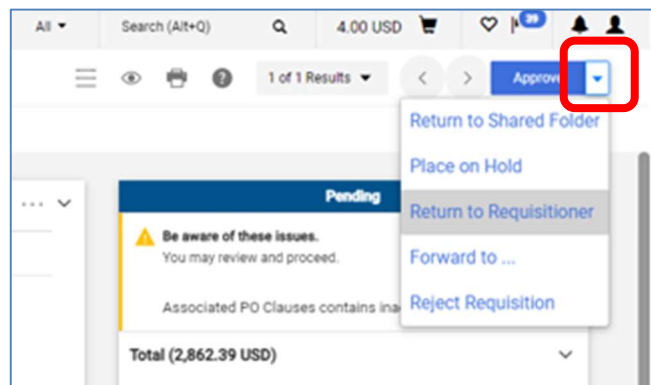 All
Search (Alt+Q)
4.00 USD
39
1 of 1 Results
Approve
Return to Shared Folder
Place on Hold
Return to Requisitioner
Forward to ...
Reject Requisition
Pending
Be aware of these issues.
You may review and proceed.
Associated PO Clauses contains ina
Total (2,862.39 USD)